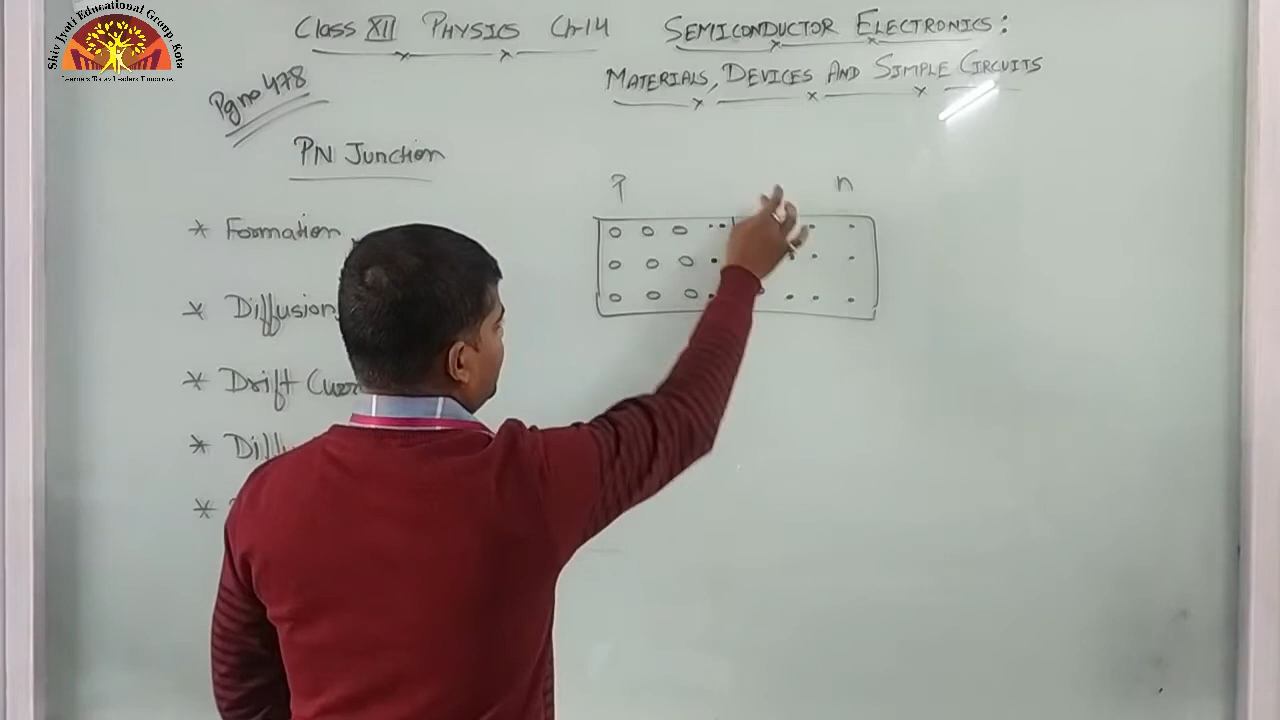 Shiv Jyoti Educational Group, Kota
Class XII PHYSICS Ch-14 SEMICONDUCTOR ELECTRONICS:
MATERIALS, DEVICES AND SIMPLE CIRCUITS
Pg no 478
PN Junction
P n
* Formation
* Diffusion
* Drift
*
*